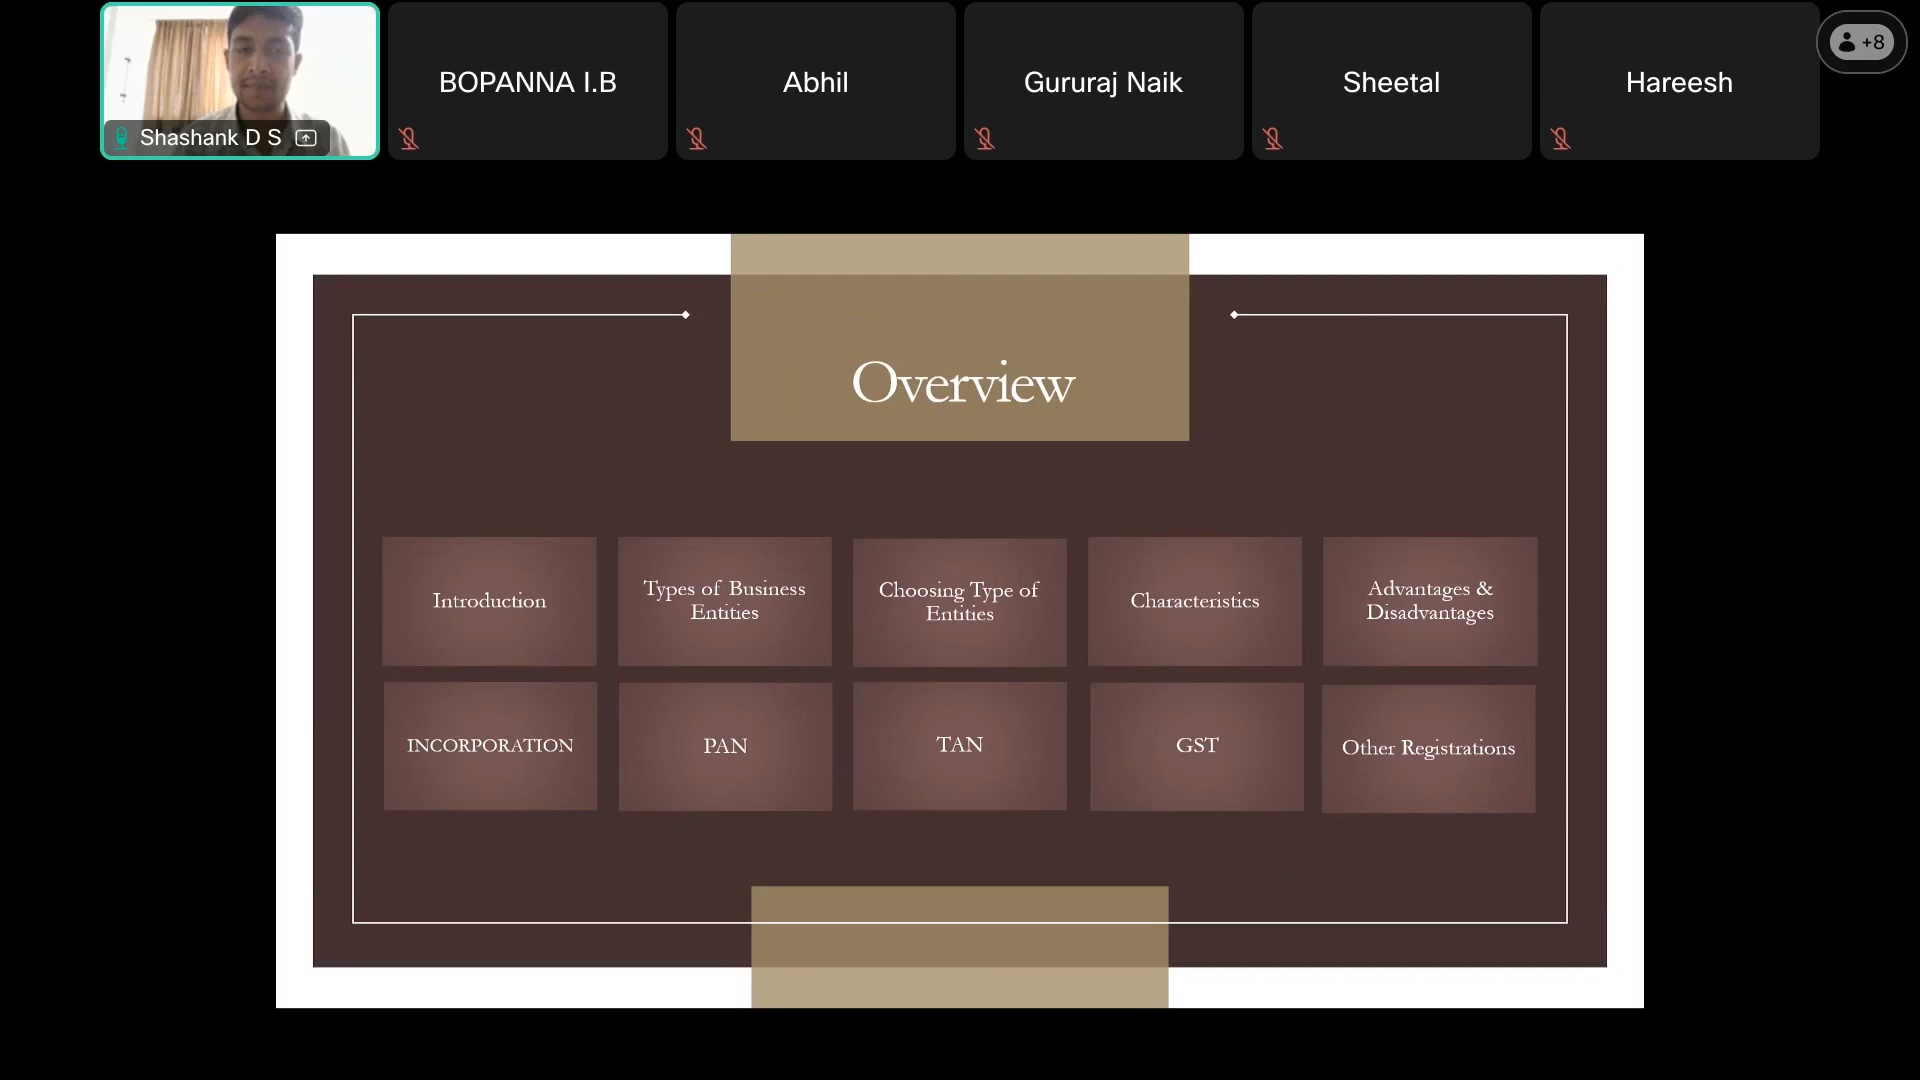 Shashank D S
BOPANNA I.B
Abhil
Gururaj Naik
Sheetal
Hareesh
+8
Overview
Introduction
Types of Business
Entities
Choosing Type of
Entities
Characteristics
Advantages &
Disadvantages
INCORPORATION
PAN
TAN
GST
Other Registrations